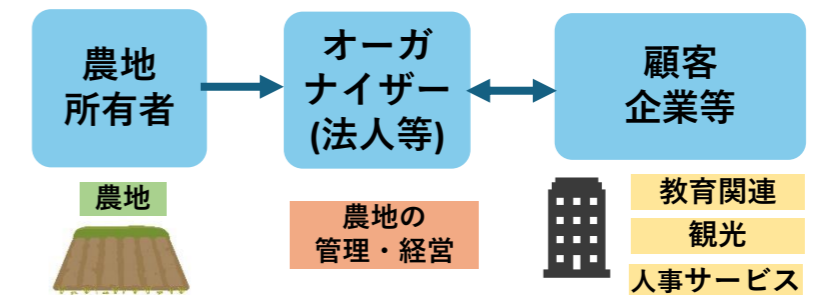 農地
所有者
オーガ
ナイザー
(法人等)
顧客
企業等
農地
農地の
管理・経営
教育関連
観光
人事サービス